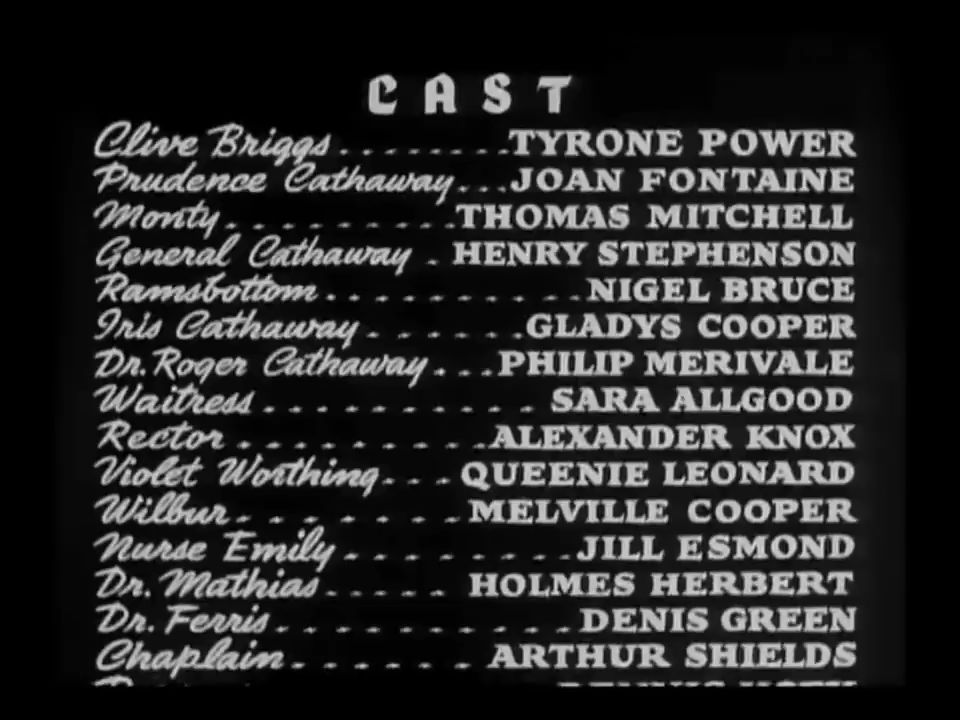 CAST
Clive Briggs........TYRONE POWER
Prudence Cathaway...JOAN FONTAINE
Monty..........THOMAS MITCHELL
General Cathaway . HENRY STEPHENSON
Ramsbottom...........NIGEL BRUCE
Iris Cathaway.......GLADYS COOPER
Dr. Roger Cathaway...PHILIP MERIVALE
Waitress........... SARA ALLGOOD
Rector..........ALEXANDER KNOX
Violet Worthing... QUEENIE LEONARD
Wilbur.......MELVILLE COOPER
Nurse Emily........JILL ESMOND
Dr. Mathias..... HOLMES HERBERT
Dr. Ferris............DENIS GREEN
Chaplain....... ARTHUR SHIELDS